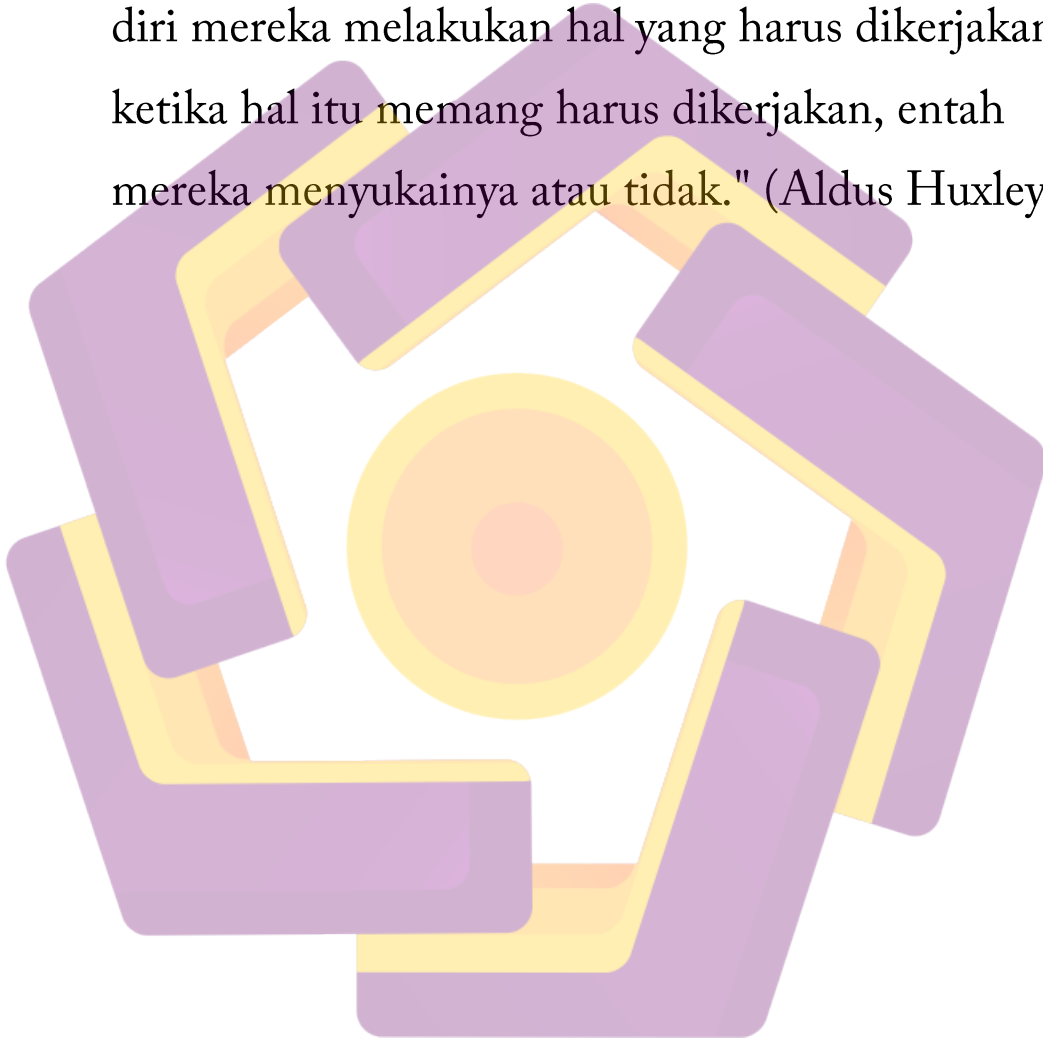 diri mereka melakukan hal yang harus dikerjakan
ketika hal itu memang harus dikerjakan, entah
mereka menyukainya atau tidak." (Aldus Huxley